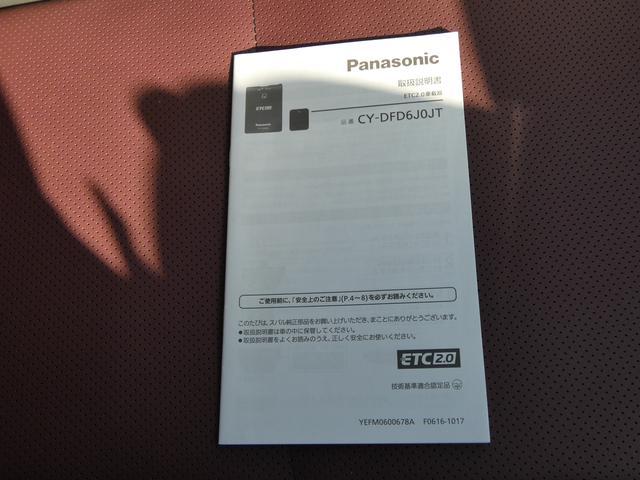 Panasonic
取扱説明書
ETC2.0車載器
品番 CY-DFD6J0JT
ご使用前に、「安全上のご注意」(P.4～8)を必ずお読みください。
このたびは、スバル純正部品をお買い上げいただき、まことにありがとうございます。
●取扱説明書は車の中に保管してください。
●取扱説明書をよくお読みのうえ、正しく安全にお使いください。
ETC2.0
技術基準適合認定品
YEFM0600678A F0616-1017